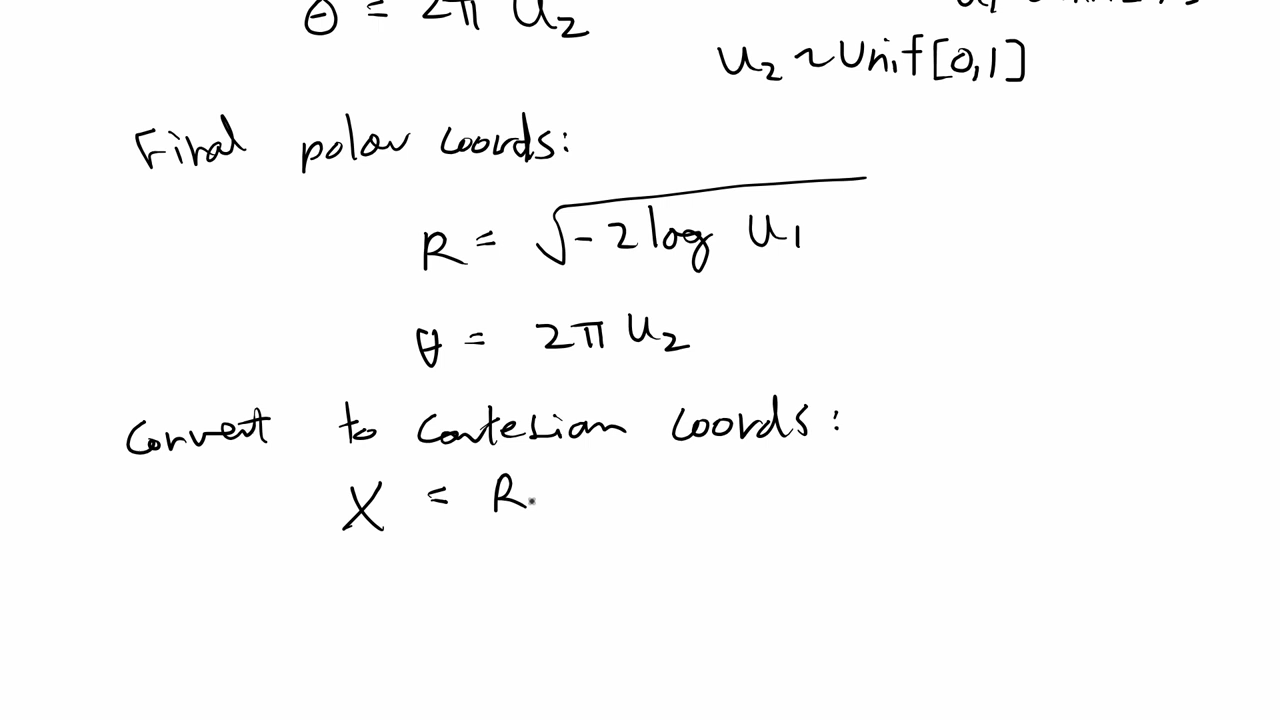 θ = 2π U₂
U₂ ~ Unif[0,1]
Final polar coords:
R = √-2 log U₁
θ = 2π U₂
Convert to Cartesian coords:
X = R